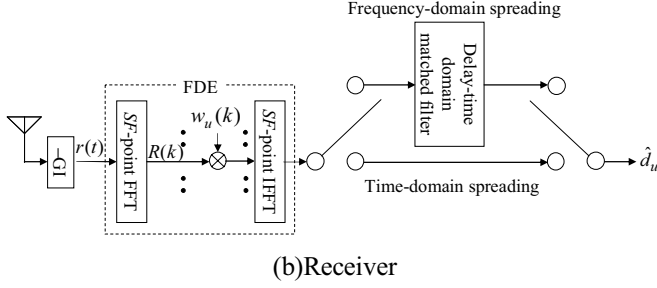 Frequency-domain spreading
Delay-time
domain
matched filter
FDE
w_u(k)
–GI
r(t)
SF-point FFT
R(k)
SF-point IFFT
Time-domain spreading
d̂_u
(b)Receiver